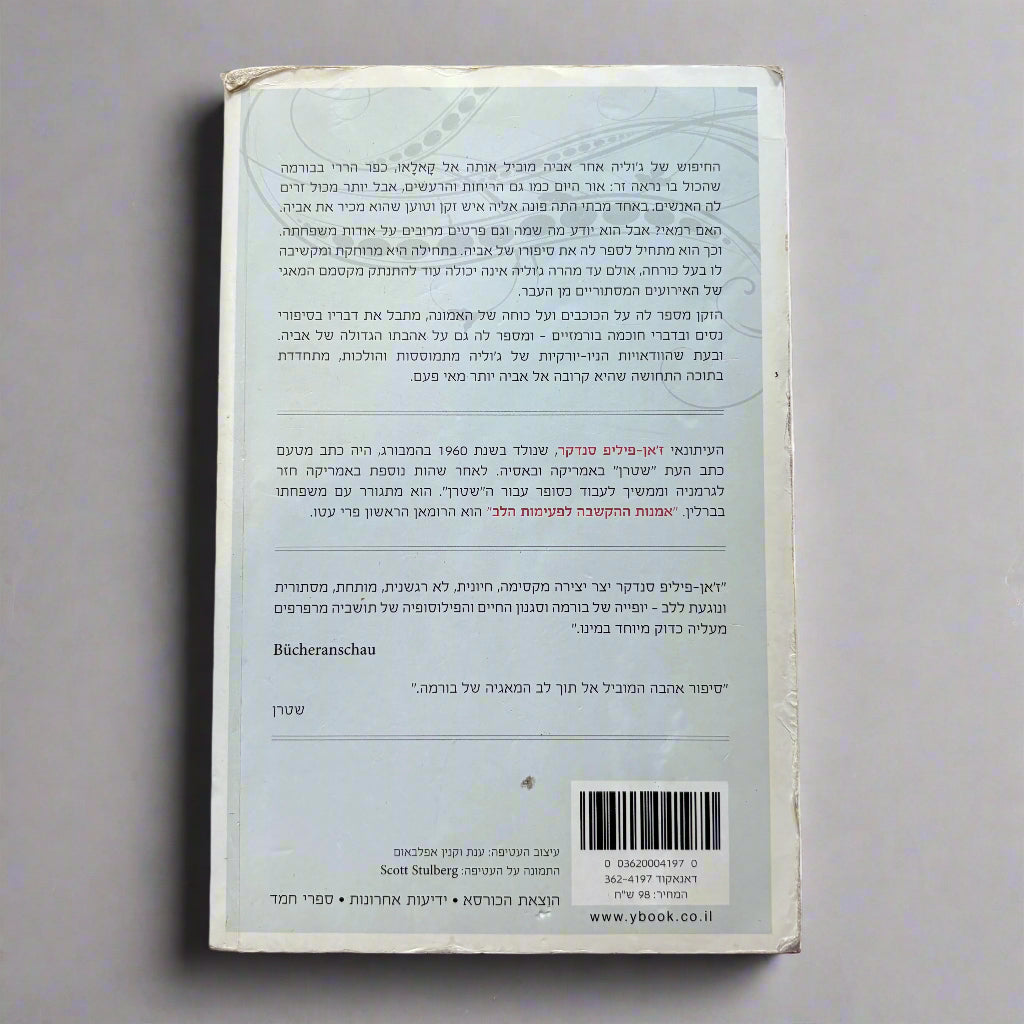 החיפוש של ג'וליה אחר אביה מוביל אותה אל קָאלָאו, כפר הררי בבורמה
שהכול בו נראה זר: אור היום כמו גם הריחות והרעשים, אבל יותר מכול זרים
לה האנשים. באחד מבתי התה פונה אליה איש זקן וטוען שהוא מכיר את אביה.
האם רמאי? אבל הוא יודע מה שמה וגם פרטים מרובים על אודות משפחתה.
וכך הוא מתחיל לספר לה את סיפורו של אביה. בתחילה היא מרוחקת ומקשיבה
לו בעל כורחה, אולם עד מהרה ג'וליה אינה יכולה עוד להתנתק מקסמם המאגי
של האירועים המסתוריים מן העבר.
הזקן מספר לה על הכוכבים ועל כוחה של האמונה, מתבל את דבריו בסיפורי
נסים ובדברי חוכמה בורמזיים - ומספר לה גם על אהבתו הגדולה של אביה.
ובעת שהוודאויות הניו-יורקיות של ג'וליה מתמוססות והולכות, מתחדדת
בתוכה התחושה שהיא קרובה אל אביה יותר מאי פעם.
העיתונאי ז'אן-פיליפ סנדקר, שנולד בשנת 1960 בהמבורג, היה כתב מטעם
כתב העת "שטרן" באמריקה ובאסיה. לאחר שהות נוספת באמריקה חזר
לגרמניה וממשיך לעבוד כסופר עבור ה"שטרן". הוא מתגורר עם משפחתו
בברלין. "אמנות ההקשבה לפעימות הלב" הוא הרומאן הראשון פרי עטו.
"ז'אן-פיליפ סנדקר יצר יצירה מקסימה, חיונית, לא רגשנית, מותחת, מסתורית
ונוגעת ללב - יופייה של בורמה וסגנון החיים והפילוסופיה של תושביה מרפרפים
מעליה כדוק מיוחד במינו."
Bücheranschau
"סיפור אהבה המוביל אל תוך לב המאגיה של בורמה."
שטרן
עיצוב העטיפה: ענת וקנין אפלבאום
התמונה על העטיפה: Scott Stulberg
הוצאת הכורסא • ידיעות אחרונות • ספרי חמד
0 03620004197 0
דאנאקוד 362-4197
המחיר: 98 ש"ח
www.ybook.co.il